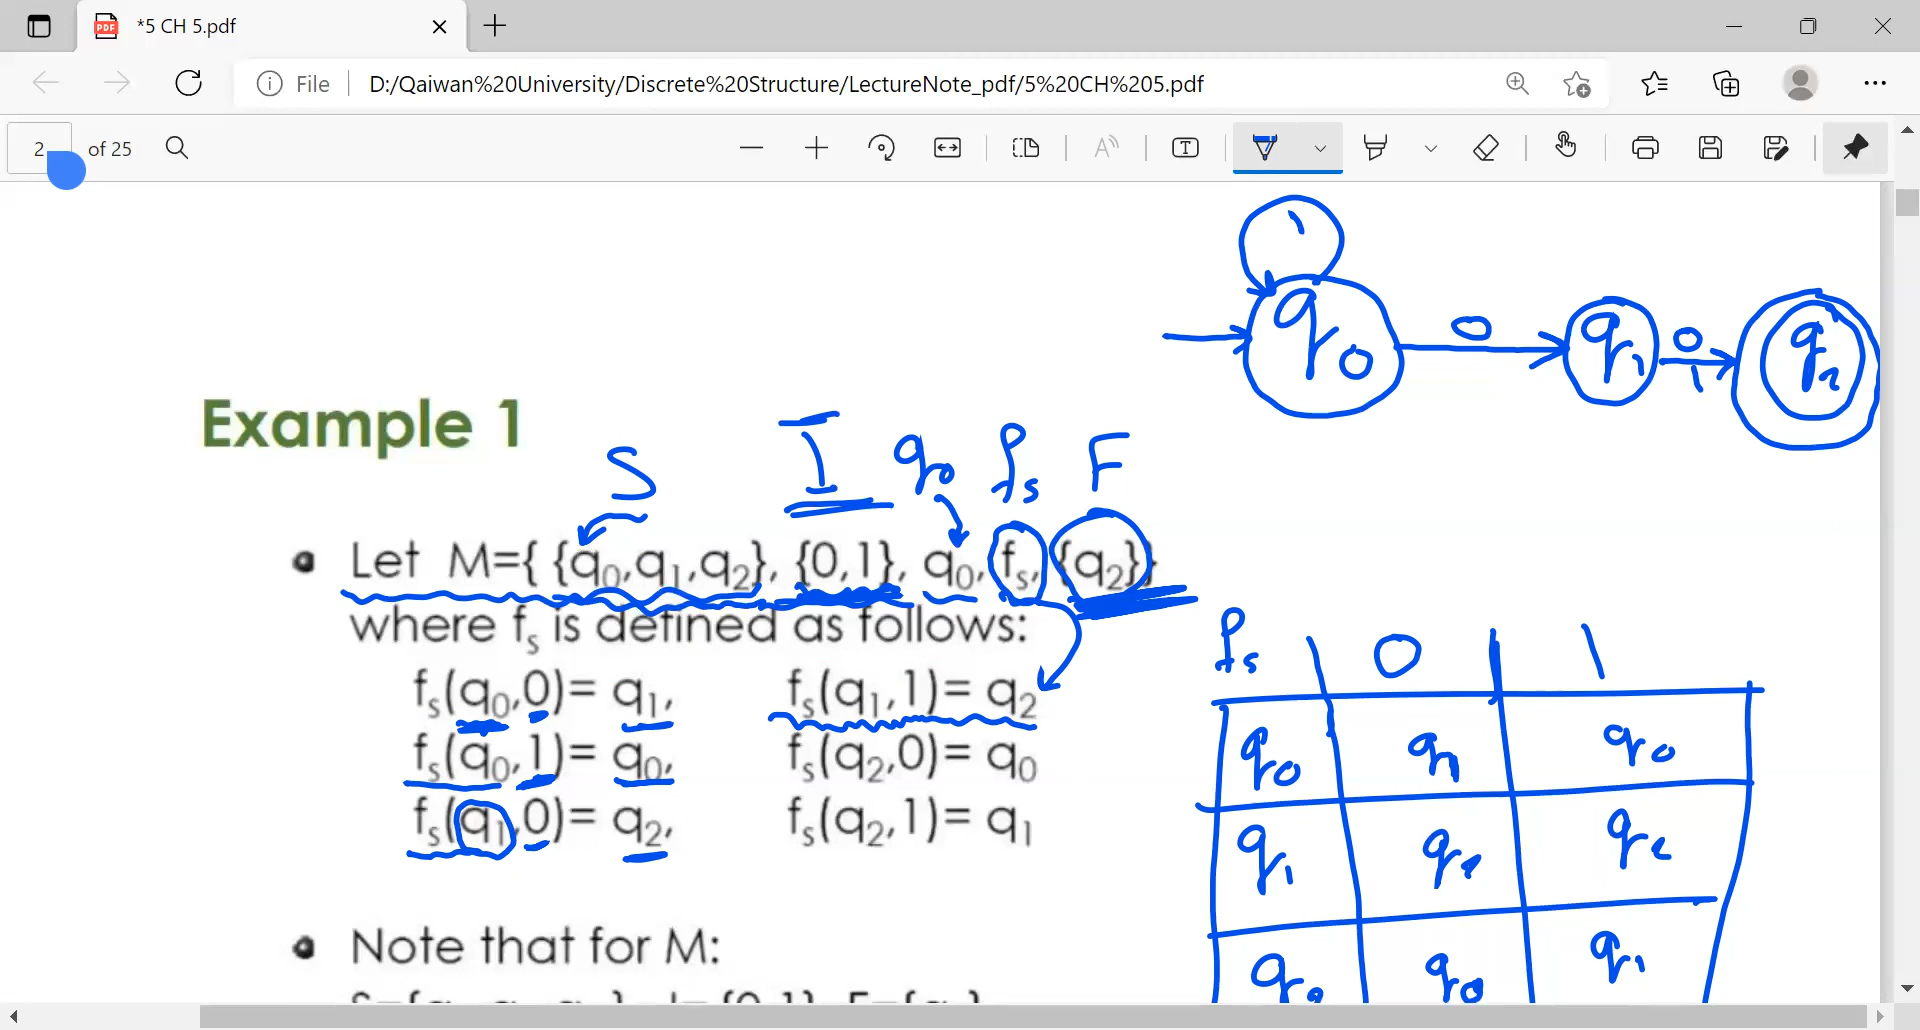 *5 CH 5.pdf
File D:/Qaiwan%20University/Discrete%20Structure/LectureNote_pdf/5%20CH%205.pdf
2 of 25
1
q0 0 q1 0 1 q2
Example 1
S I q0 fs F
Let M={ {q0,q1,q2}, {0,1}, q0, fs, {q2}}
where fs is defined as follows:
fs(q0,0)= q1, fs(q1,1)= q2
fs(q0,1)= q0, fs(q2,0)= q0
fs(q1,0)= q2, fs(q2,1)= q1
fs 0 1
q0 q1 q0
q1 q2 q2
q2 q0 q1
Note that for M: